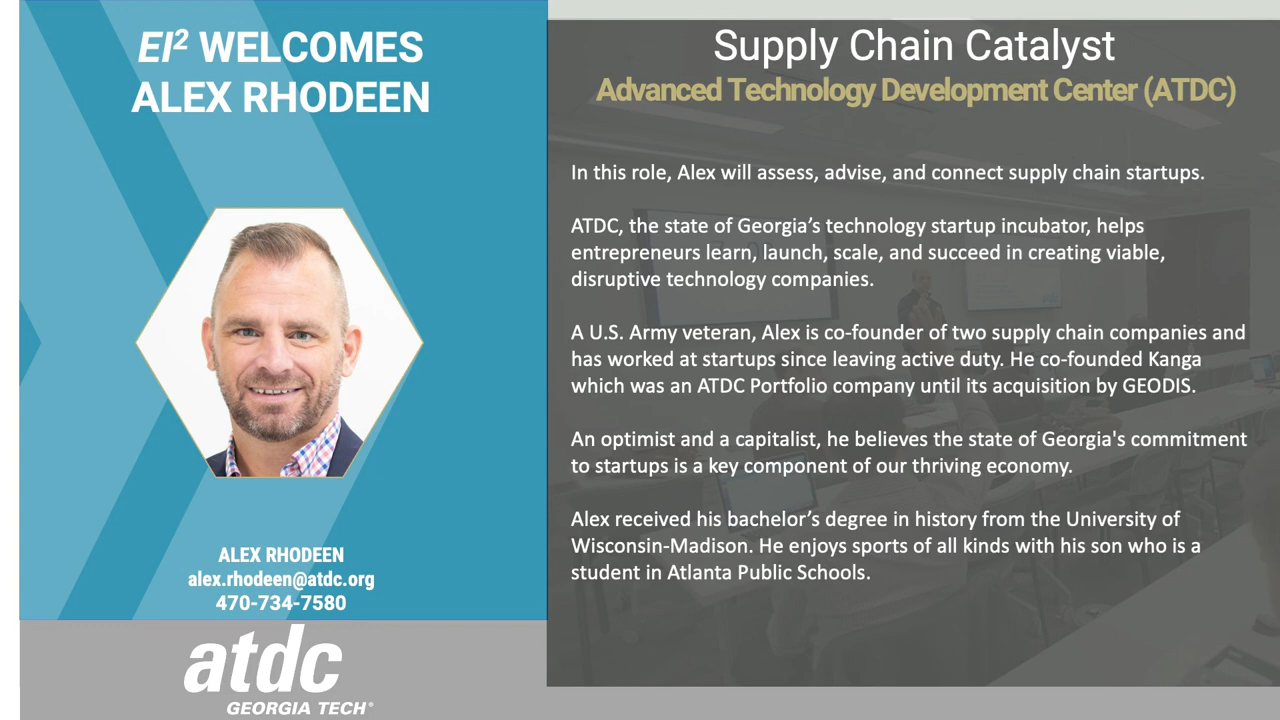 EI² WELCOMES
ALEX RHODEEN
ALEX RHODEEN
alex.rhodeen@atdc.org
470-734-7580
atdc
GEORGIA TECH®
Supply Chain Catalyst
Advanced Technology Development Center (ATDC)
In this role, Alex will assess, advise, and connect supply chain startups.
ATDC, the state of Georgia’s technology startup incubator, helps
entrepreneurs learn, launch, scale, and succeed in creating viable,
disruptive technology companies.
A U.S. Army veteran, Alex is co-founder of two supply chain companies and
has worked at startups since leaving active duty. He co-founded Kanga
which was an ATDC Portfolio company until its acquisition by GEODIS.
An optimist and a capitalist, he believes the state of Georgia's commitment
to startups is a key component of our thriving economy.
Alex received his bachelor’s degree in history from the University of
Wisconsin-Madison. He enjoys sports of all kinds with his son who is a
student in Atlanta Public Schools.